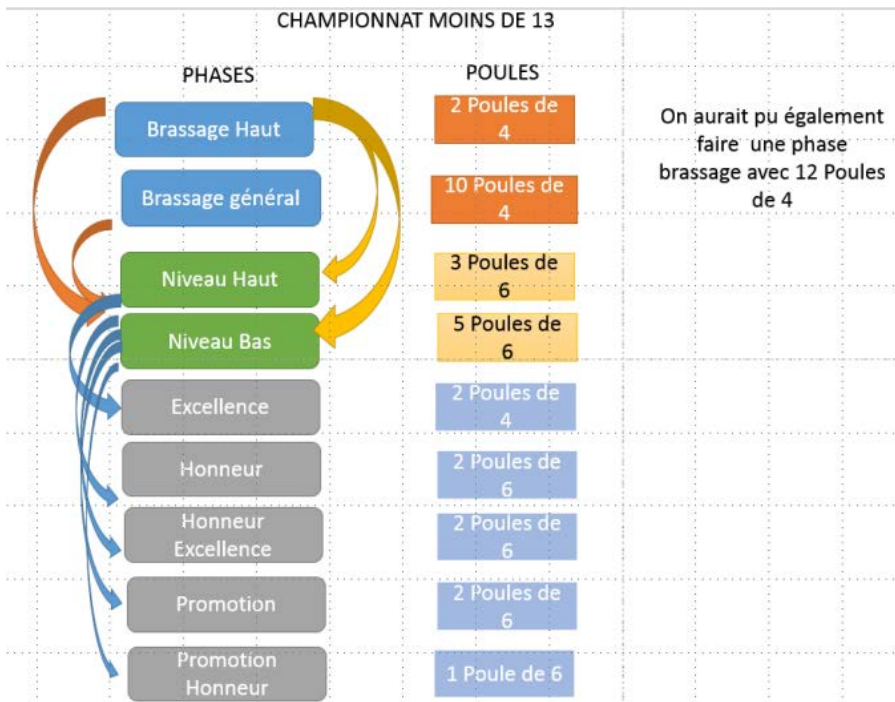 CHAMPIONNAT MOINS DE 13
PHASES
POULES
Brassage Haut
2 Poules de
4
On aurait pu également
faire une phase
brassage avec 12 Poules
de 4
Brassage général
10 Poules de
4
Niveau Haut
3 Poules de
6
Niveau Bas
5 Poules de
6
Excellence
2 Poules de
4
Honneur
2 Poules de
6
Honneur
Excellence
2 Poules de
6
Promotion
2 Poules de
6
Promotion
Honneur
1 Poule de 6